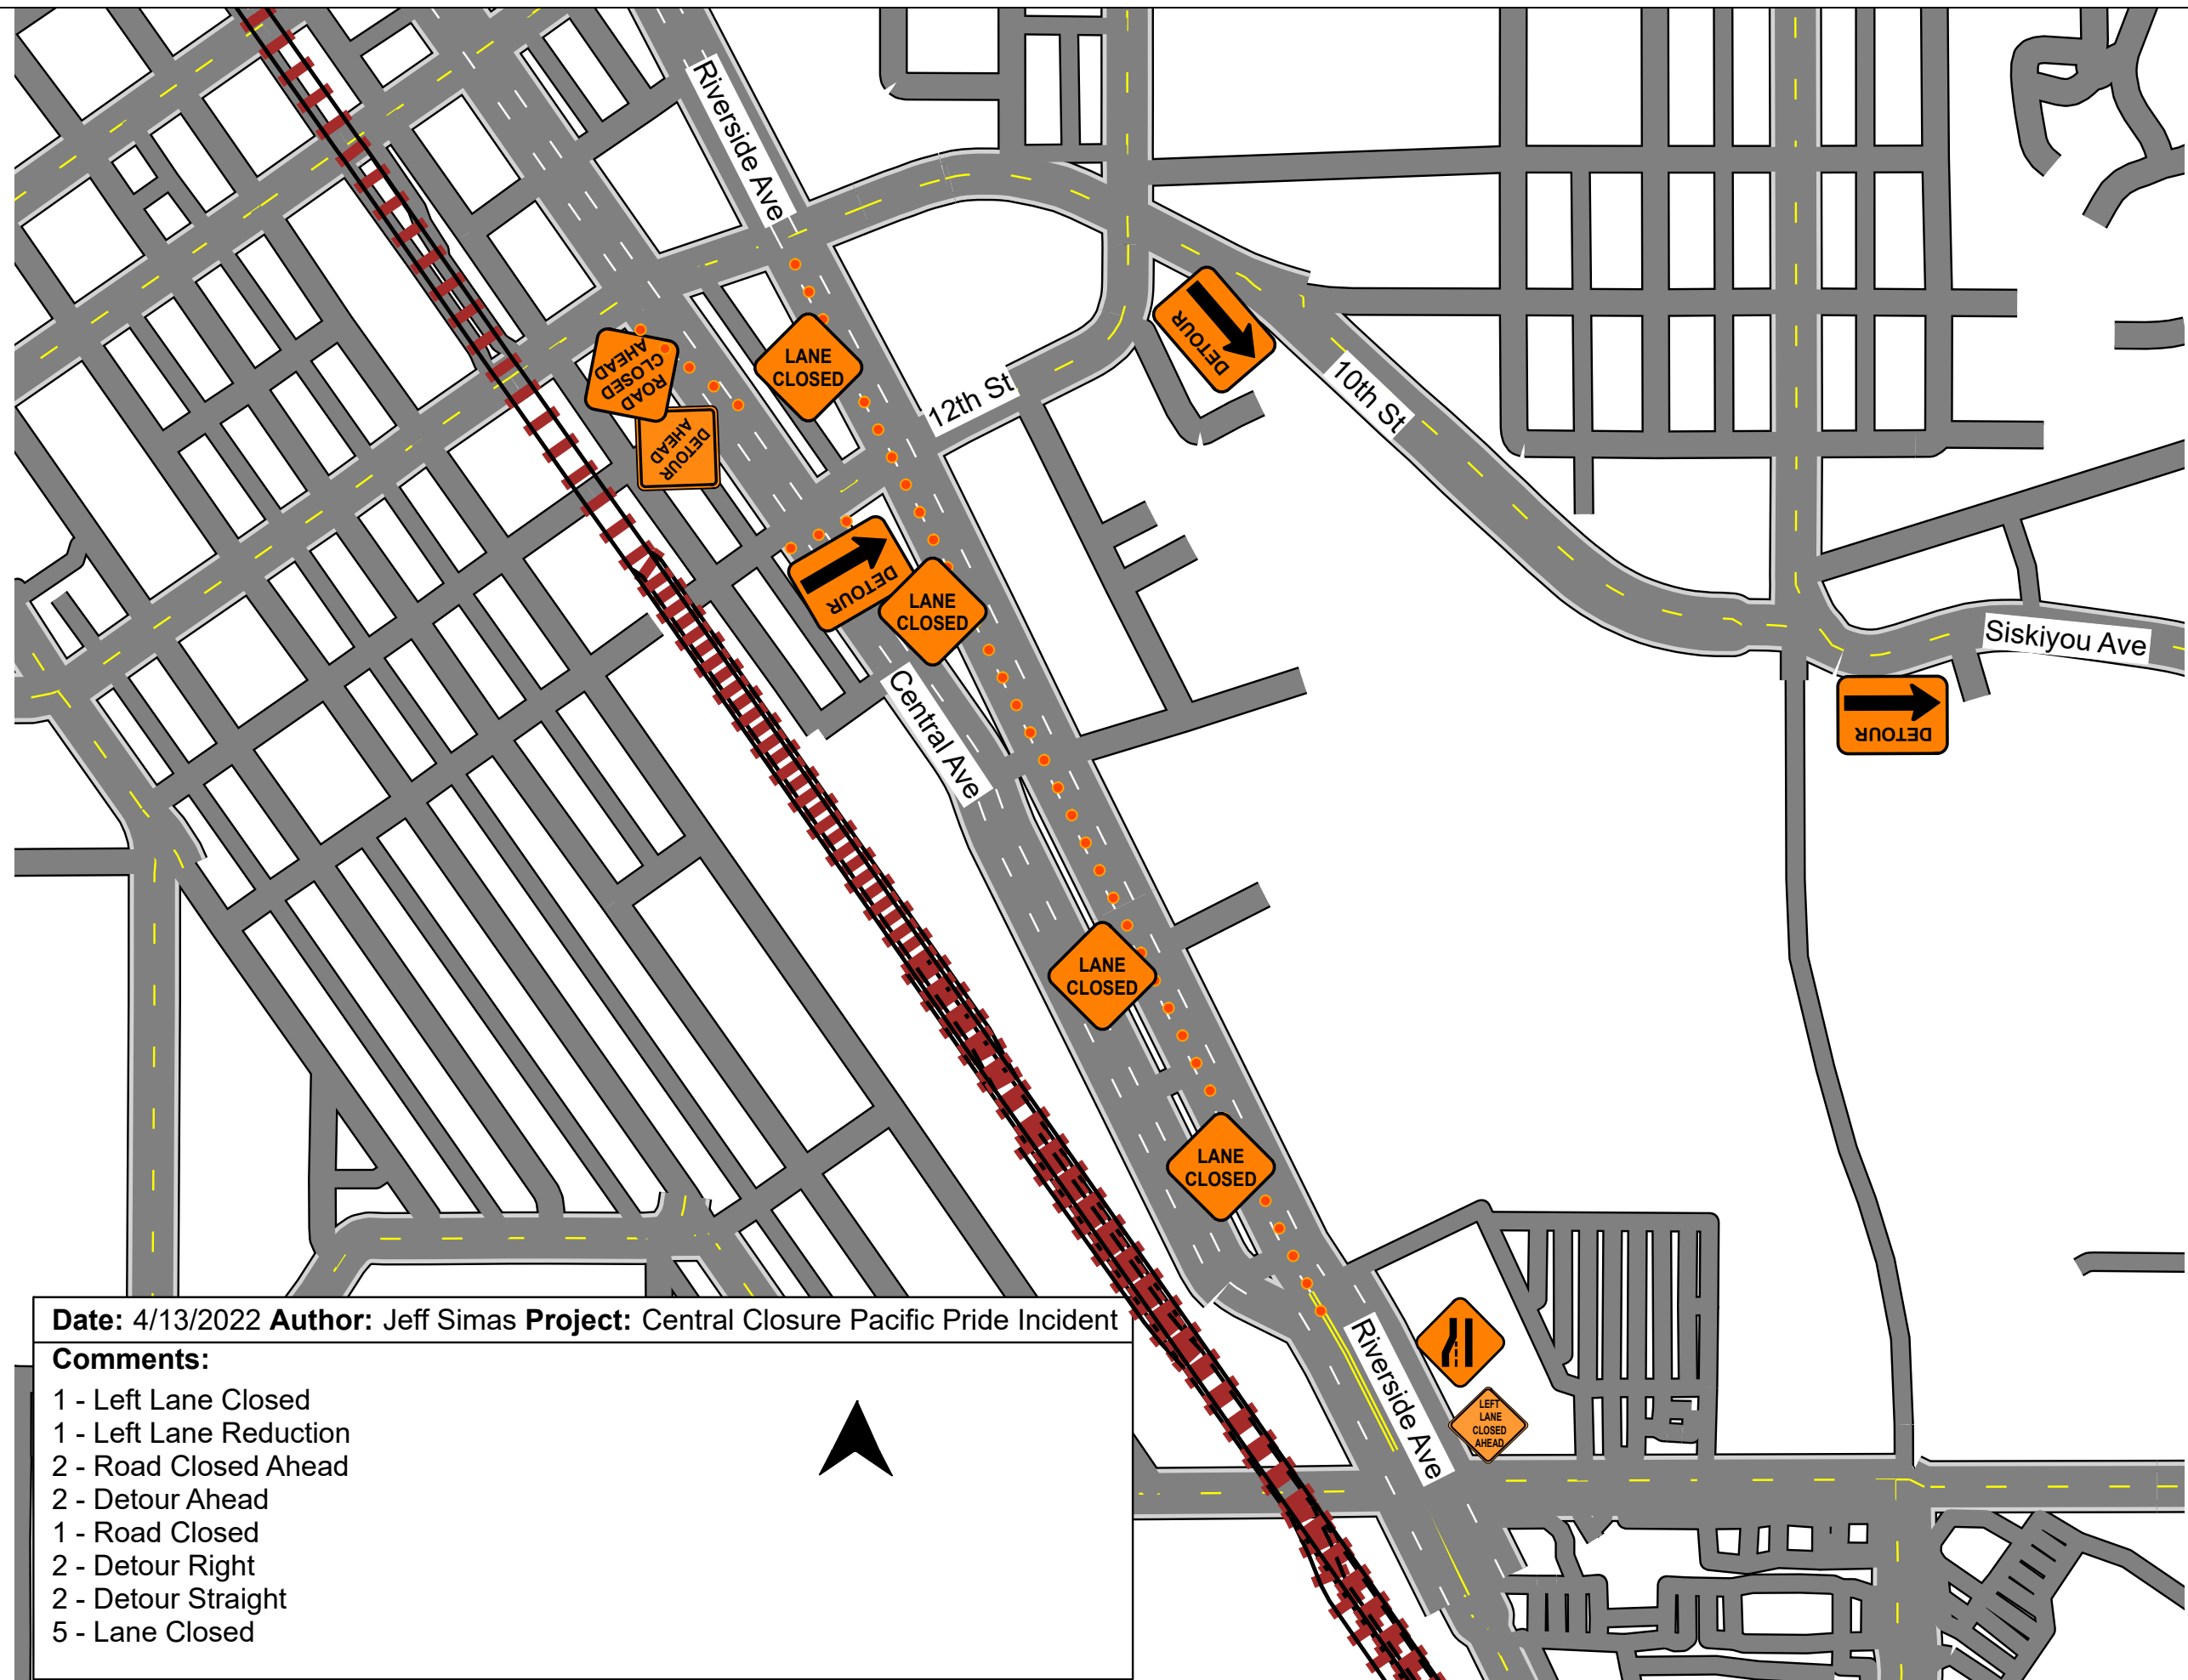 Riverside Ave
ROAD
CLOSED
AHEAD
LANE
CLOSED
DETOUR
AHEAD
12th St
DETOUR
10th St
DETOUR
LANE
CLOSED
Siskiyou Ave
DETOUR
Central Ave
LANE
CLOSED
LANE
CLOSED
Riverside Ave
LEFT
LANE
CLOSED
AHEAD
Date: 4/13/2022 Author: Jeff Simas Project: Central Closure Pacific Pride Incident
Comments:
1 - Left Lane Closed
1 - Left Lane Reduction
2 - Road Closed Ahead
2 - Detour Ahead
1 - Road Closed
2 - Detour Right
2 - Detour Straight
5 - Lane Closed